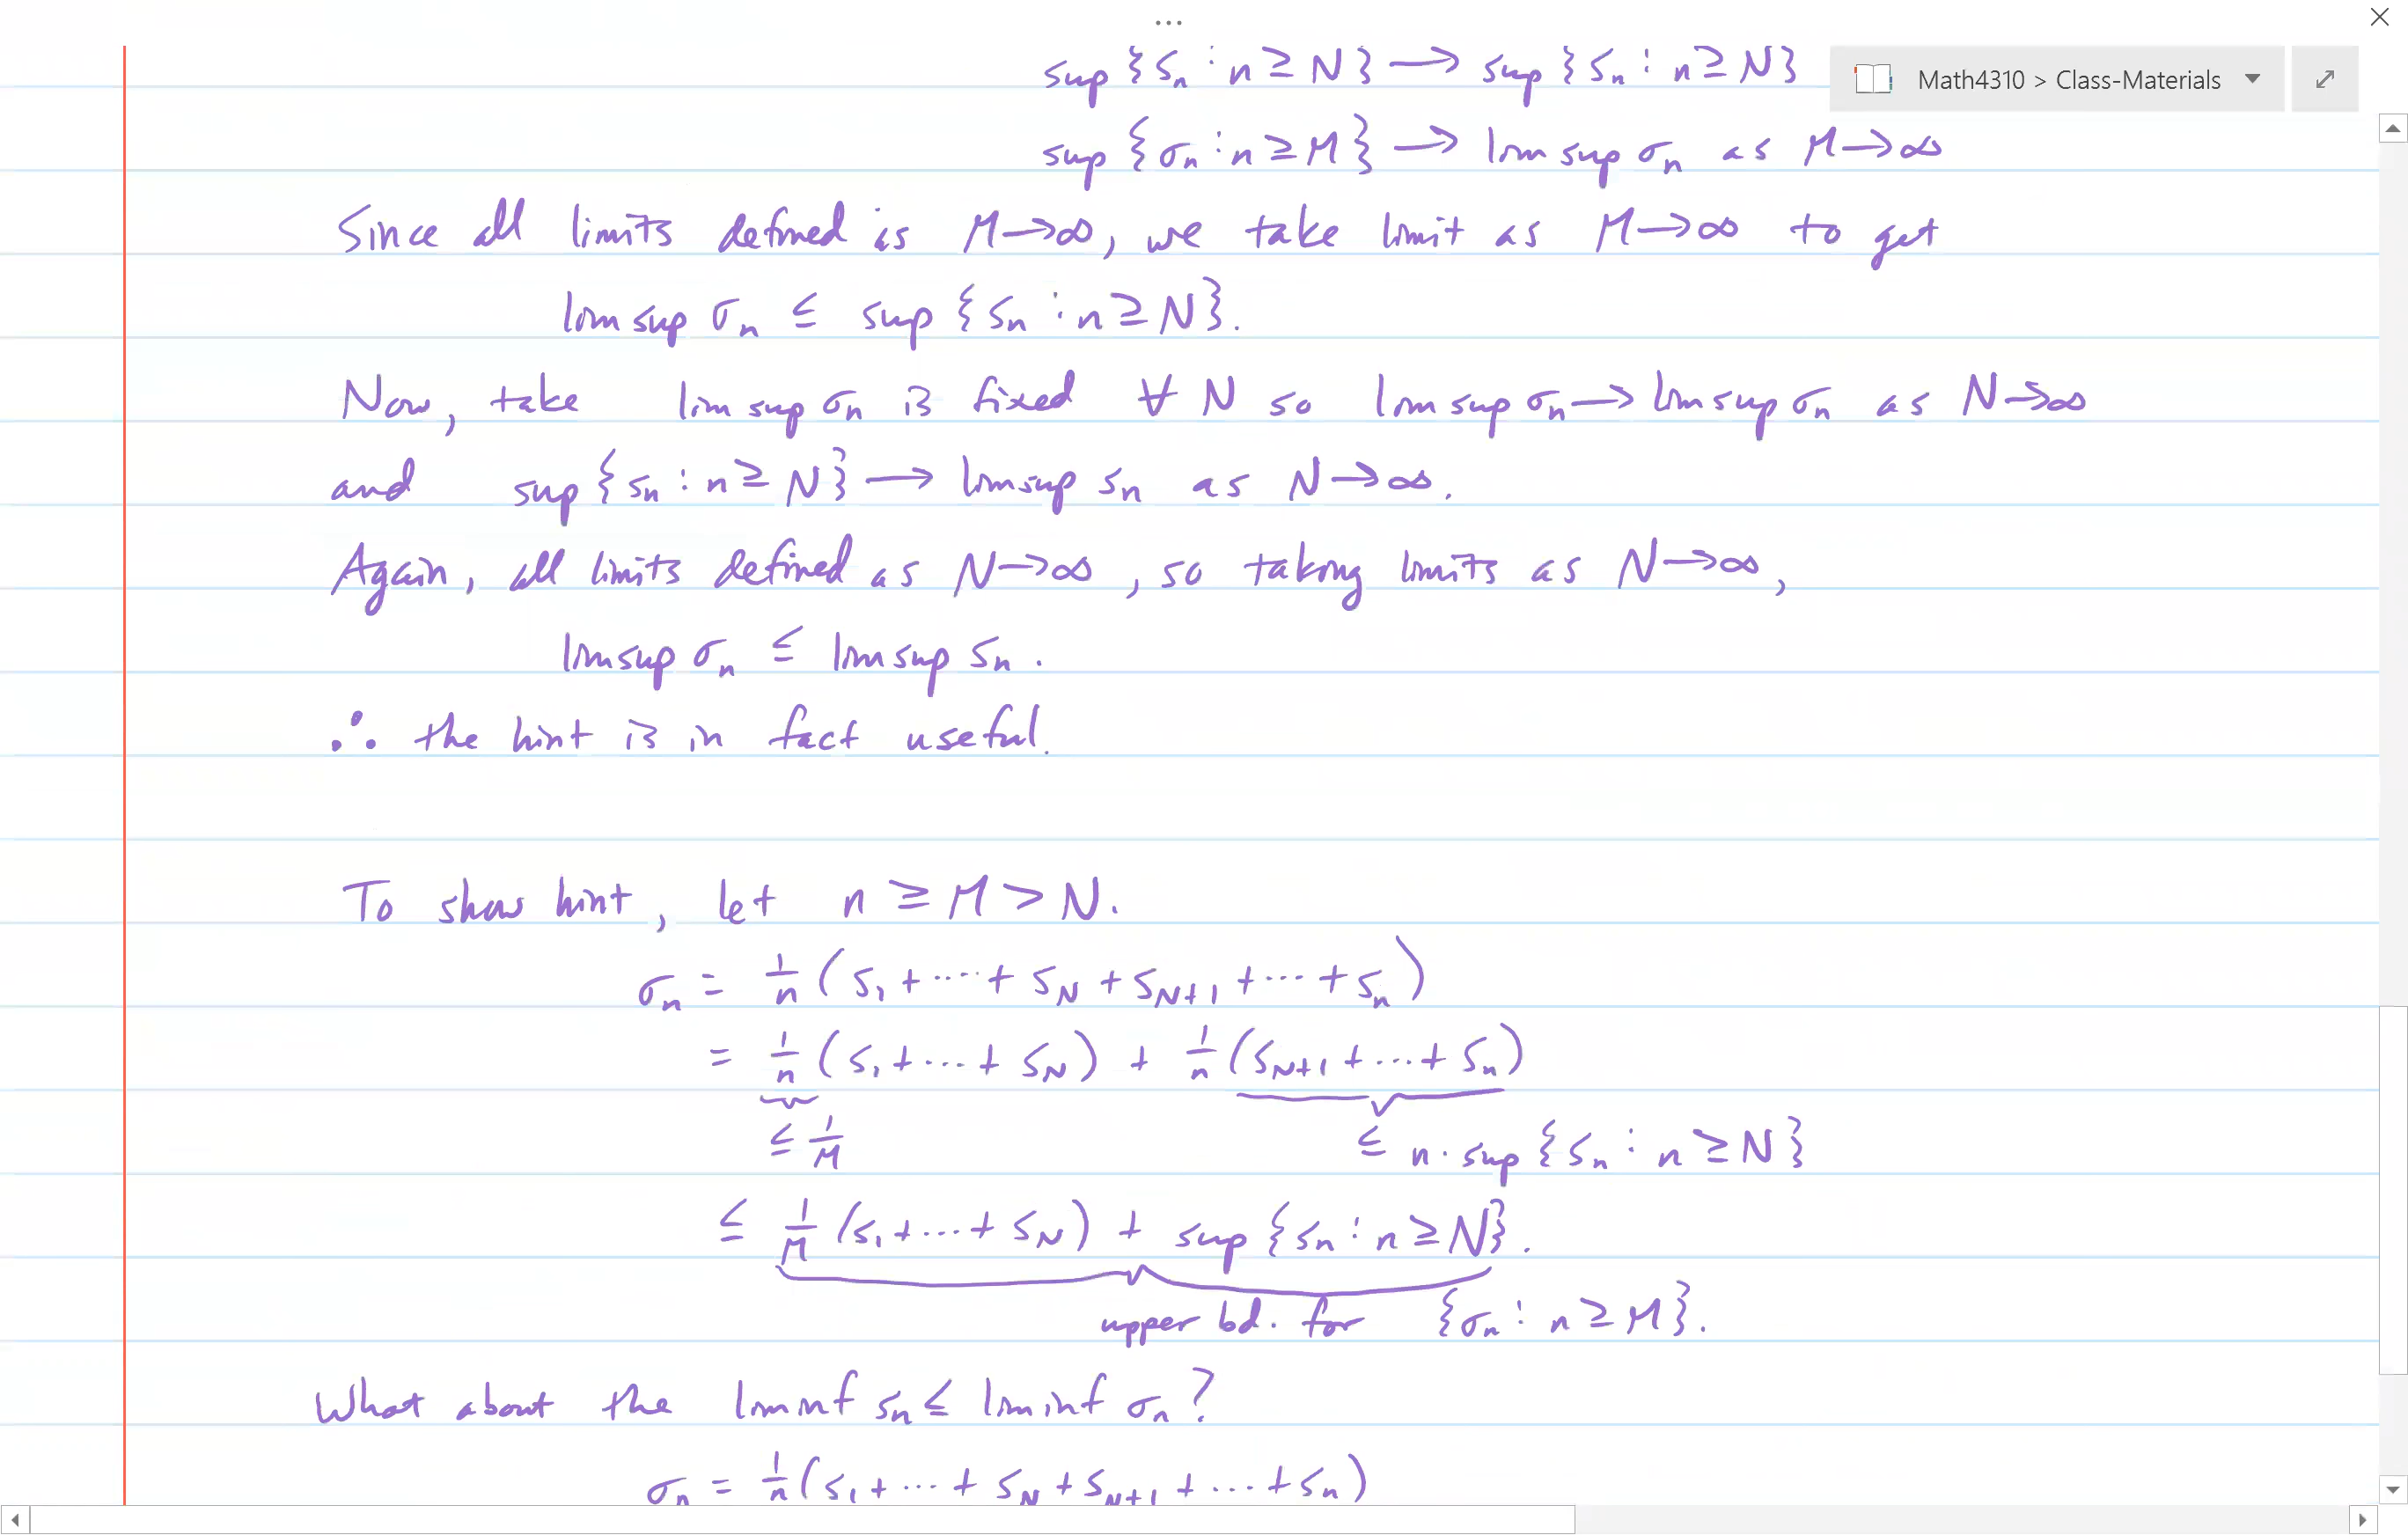 ...
sup {sₙ : n ≥ N} → sup {sₙ : n ≥ N}
Math4310 > Class-Materials
sup {σₙ : n ≥ M} → lim sup σₙ as M → ∞
Since all limits defined as M → ∞, we take limit as M → ∞ to get
lim sup σₙ ≤ sup {sₙ : n ≥ N}.
Now, take lim sup σₙ is fixed ∀ N so lim sup σₙ → lim sup σₙ as N → ∞
and sup {sₙ : n ≥ N} → lim sup sₙ as N → ∞.
Again, all limits defined as N → ∞, so taking limits as N → ∞,
lim sup σₙ ≤ lim sup sₙ.
∴ the hint is in fact useful.
To show hint, let n ≥ M > N.
σₙ = 1/n (s₁ + ⋯ + s_N + s_{N+1} + ⋯ + sₙ)
= 1/n (s₁ + ⋯ + s_N) + 1/n (s_{N+1} + ⋯ + sₙ)
≤ 1/M ≤ n · sup {sₙ : n ≥ N}
≤ 1/M (s₁ + ⋯ + s_N) + sup {sₙ : n ≥ N}.
upper bd. for {σₙ : n ≥ M}.
What about the lim inf sₙ ≤ lim inf σₙ?
σₙ = 1/n (s₁ + ⋯ + s_N + s_{N+1} + ⋯ + sₙ)